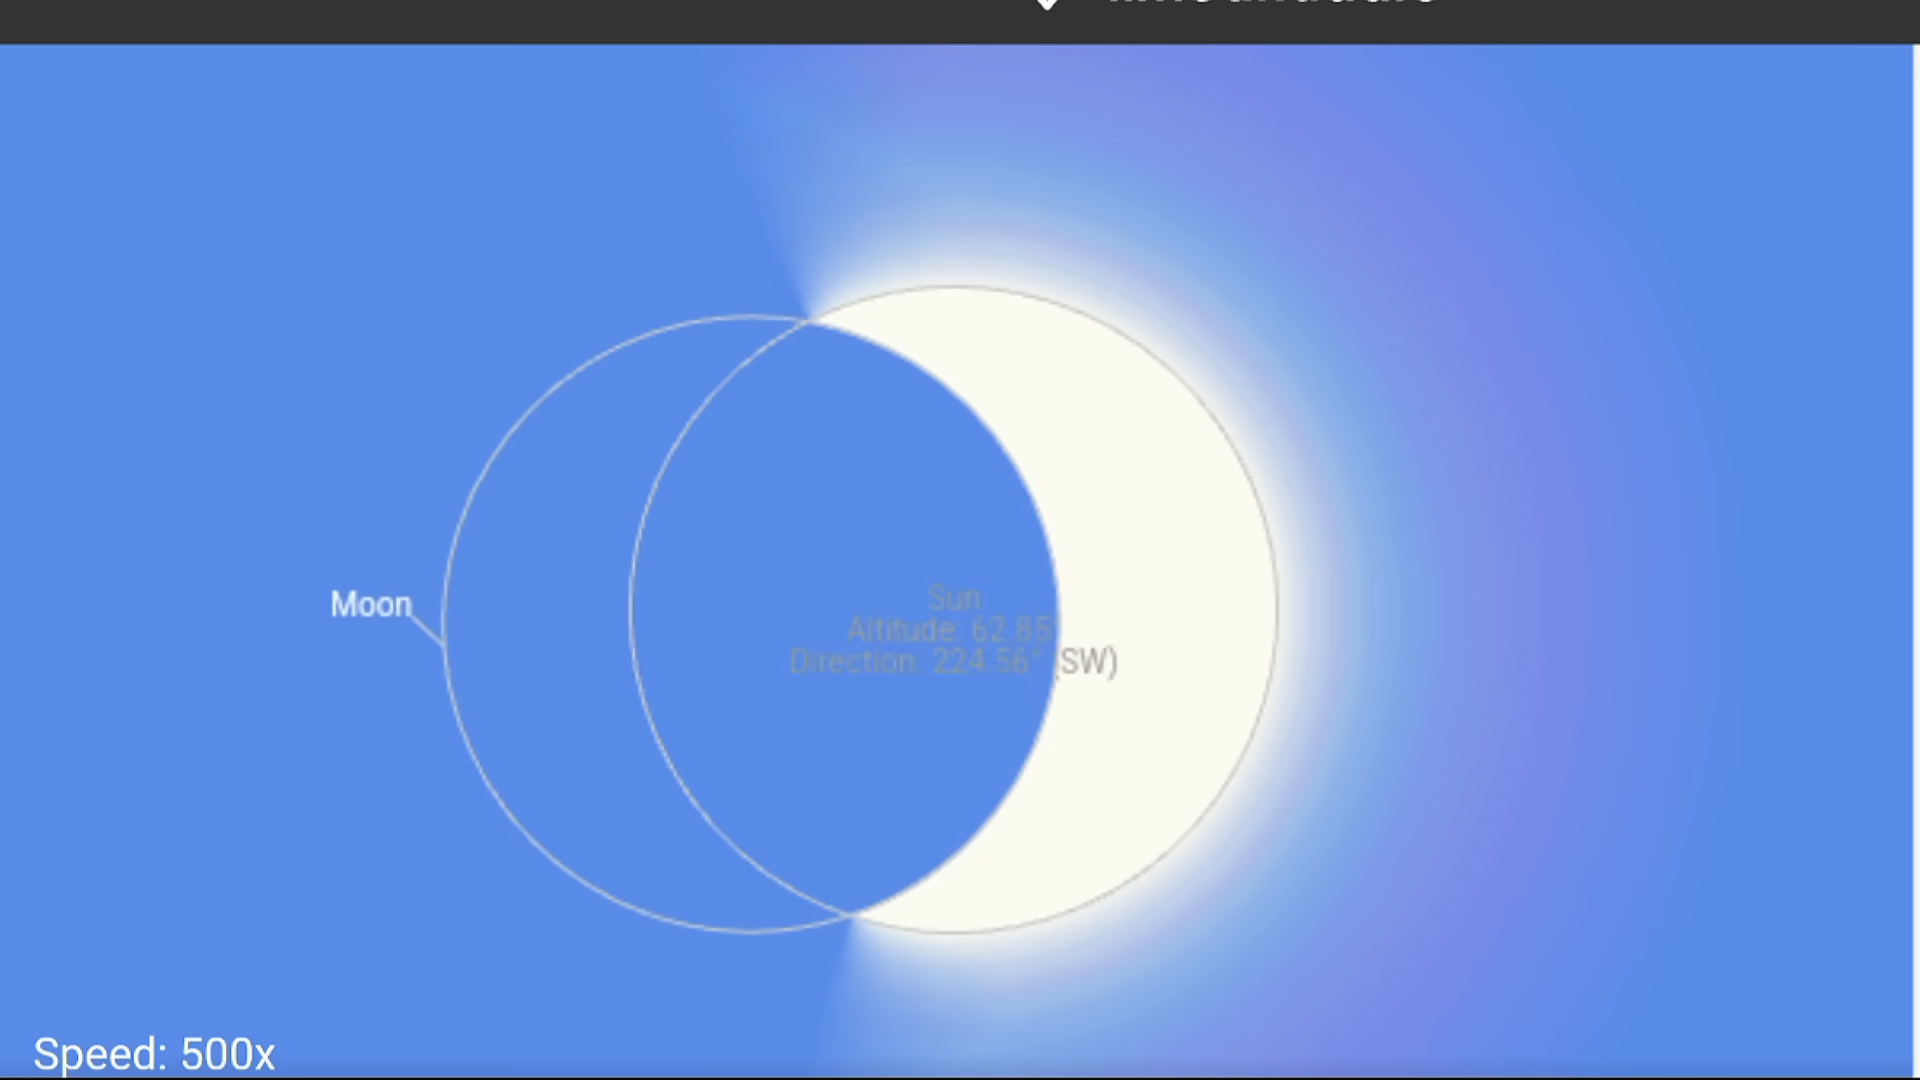 Moon
Sun
Altitude: 62.85°
Direction: 224.56° (SW)
Speed: 500x